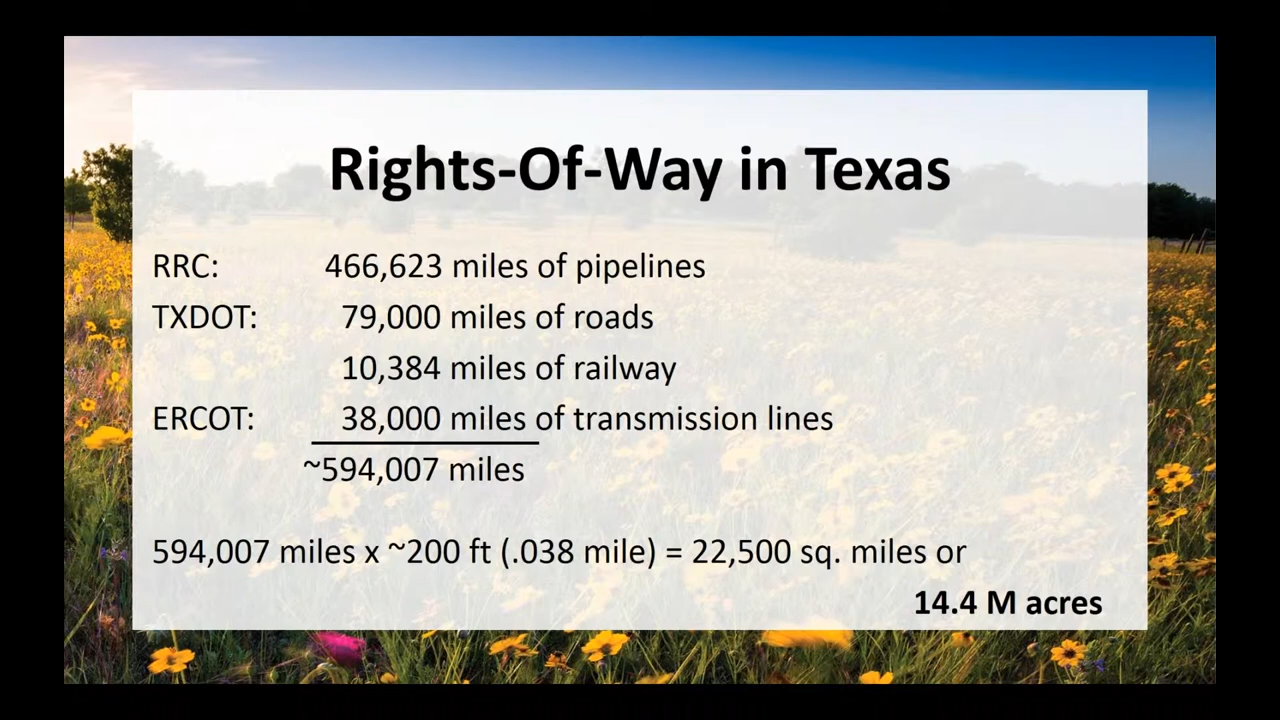 Rights-Of-Way in Texas
RRC: 466,623 miles of pipelines
TXDOT: 79,000 miles of roads
10,384 miles of railway
ERCOT: 38,000 miles of transmission lines
~594,007 miles
594,007 miles x ~200 ft (.038 mile) = 22,500 sq. miles or
14.4 M acres